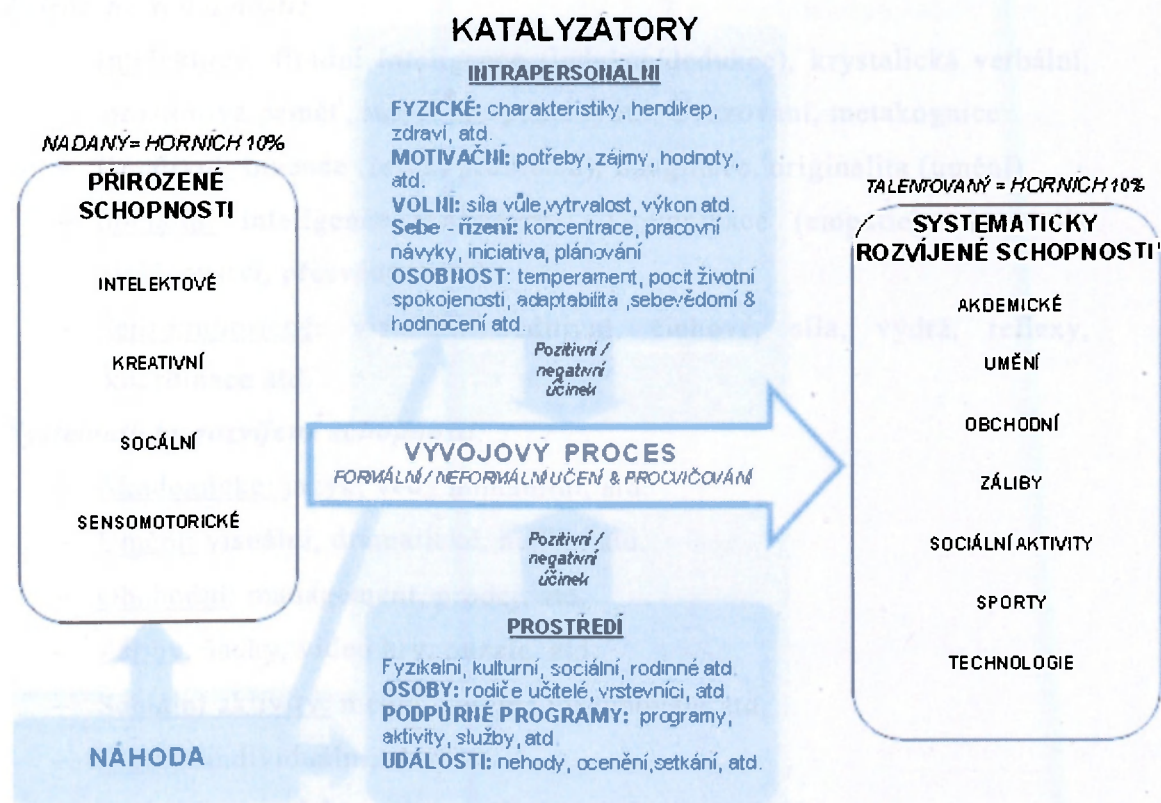 KATALYZÁTORY
INTRAPERSONÁLNÍ
FYZICKÉ: charakteristiky, hendikep,
zdraví, atd.
MOTIVAČNÍ: potřeby, zájmy, hodnoty,
atd.
VOLNÍ: síla vůle,vytrvalost, výkon atd.
Sebe - řízení: koncentrace, pracovní
návyky, iniciativa, plánování
OSOBNOST: temperament, pocit životní
spokojenosti, adaptabilita ,sebevědomí &
hodnocení atd.
NADANÝ= HORNÍCH 10%
PŘIROZENÉ
SCHOPNOSTI
INTELEKTOVÉ
KREATIVNÍ
SOCÁLNÍ
SENSOMOTORICKÉ
Pozitivní /
negativní
účinek
VÝVOJOVÝ PROCES
FORMÁLNÍ / NEFORMÁLNÍ UČENÍ & PROCVIČOVÁNÍ
Pozitivní /
negativní
účinek
TALENTOVANÝ = HORNÍCH 10%
SYSTEMATICKY
ROZVÍJENÉ SCHOPNOSTI
AKDEMICKÉ
UMĚNÍ
OBCHODNÍ
ZÁLIBY
SOCIÁLNÍ AKTIVITY
SPORTY
TECHNOLOGIE
PROSTŘEDÍ
Fyzikalní, kulturní, sociální, rodinné atd.
OSOBY: rodiče učitelé, vrstevníci, atd
PODPŮRNÉ PROGRAMY: programy,
aktivity, služby, atd.
UDÁLOSTI: nehody, ocenění,setkání, atd.
NÁHODA